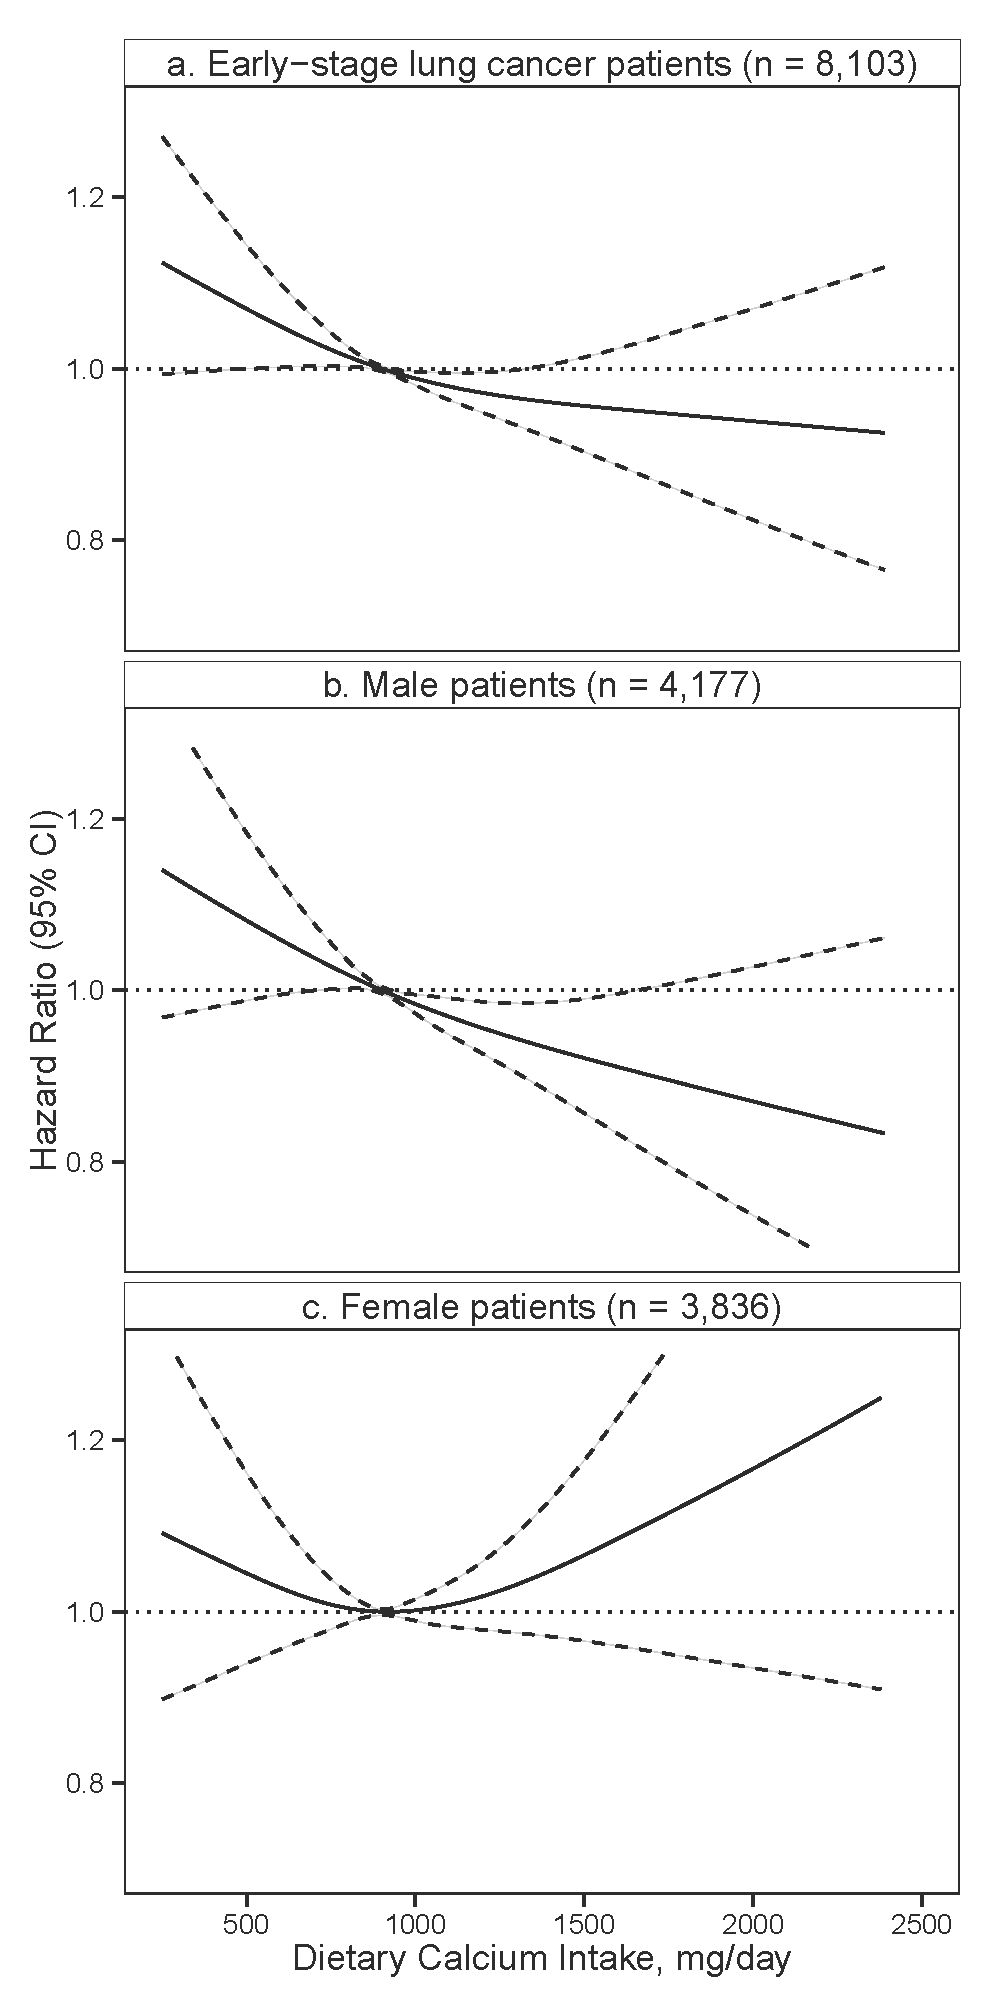 a. Early−stage lung cancer patients (n = 8,103)
1.2
1.0
0.8
b. Male patients (n = 4,177)
Hazard Ratio (95% CI)
1.2
1.0
0.8
c. Female patients (n = 3,836)
1.2
1.0
0.8
500 1000 1500 2000 2500
Dietary Calcium Intake, mg/day